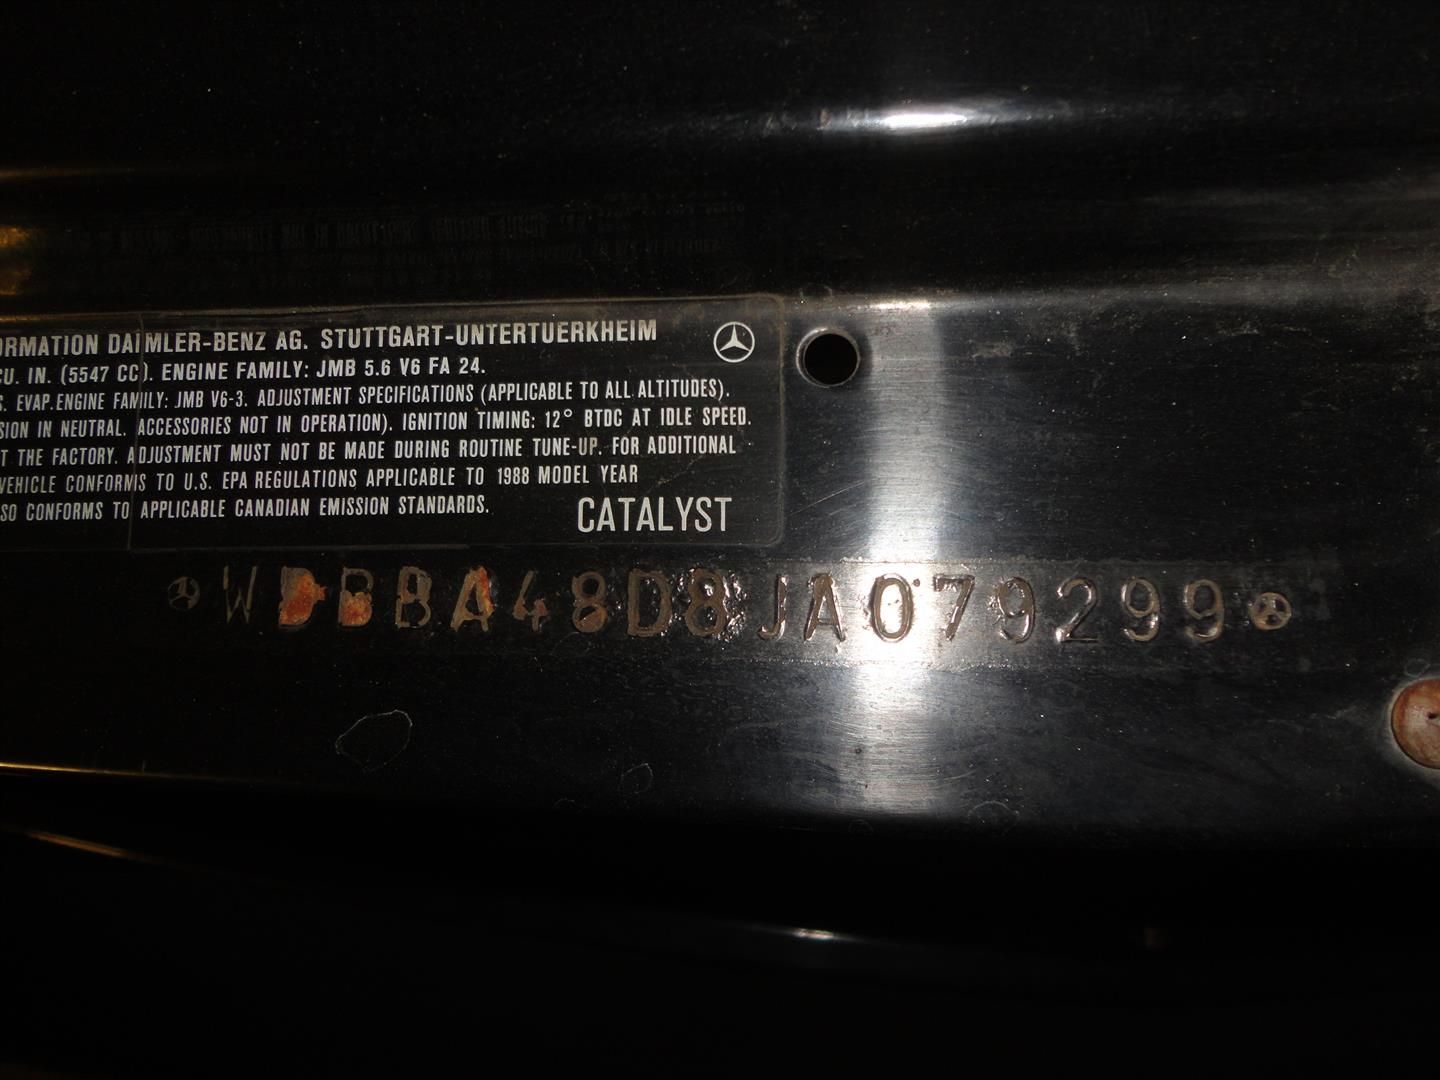 ORMATION DAIMLER-BENZ AG. STUTTGART-UNTERTUERKHEIM
CU. IN. (5547 CC). ENGINE FAMILY: JMB 5.6 V6 FA 24.
S. EVAP.ENGINE FAMILY: JMB V6-3. ADJUSTMENT SPECIFICATIONS (APPLICABLE TO ALL ALTITUDES).
SION IN NEUTRAL. ACCESSORIES NOT IN OPERATION). IGNITION TIMING: 12° BTDC AT IDLE SPEED.
T THE FACTORY. ADJUSTMENT MUST NOT BE MADE DURING ROUTINE TUNE-UP. FOR ADDITIONAL
VEHICLE CONFORMS TO U.S. EPA REGULATIONS APPLICABLE TO 1988 MODEL YEAR
SO CONFORMS TO APPLICABLE CANADIAN EMISSION STANDARDS.
CATALYST
WDBBA48D8JA079299